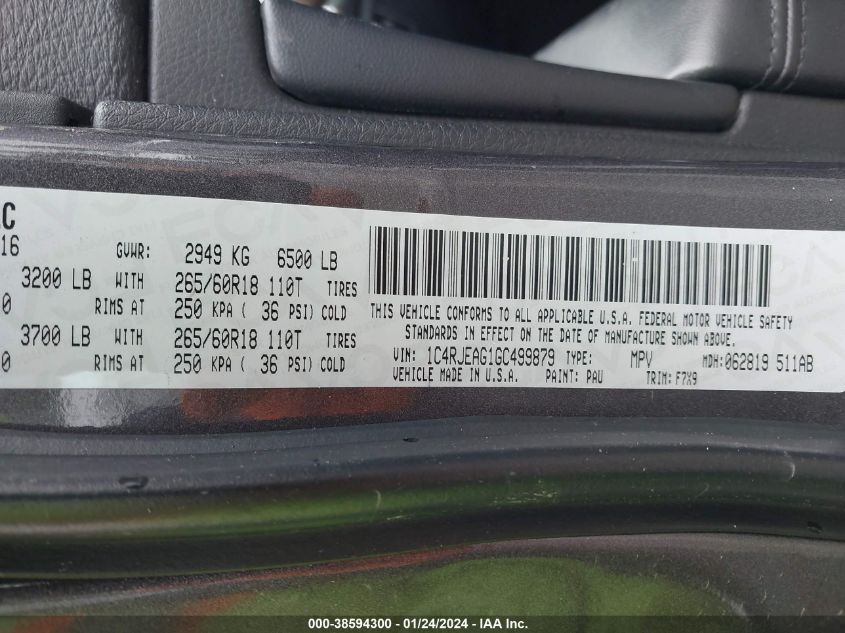 C
16
GVWR: 2949 KG 6500 LB
3200 LB WITH 265/60R18 110T TIRES
0 RIMS AT 250 KPA ( 36 PSI) COLD
3700 LB WITH 265/60R18 110T TIRES
0 RIMS AT 250 KPA ( 36 PSI) COLD
THIS VEHICLE CONFORMS TO ALL APPLICABLE U.S.A. FEDERAL MOTOR VEHICLE SAFETY
STANDARDS IN EFFECT ON THE DATE OF MANUFACTURE SHOWN ABOVE.
VIN: 1C4RJEAG1GC499879 TYPE: MPV MDH: 062819 511AB
VEHICLE MADE IN U.S.A. PAINT: PAU TRIM: F7X9
000-38594300 - 01/24/2024 - IAA Inc.